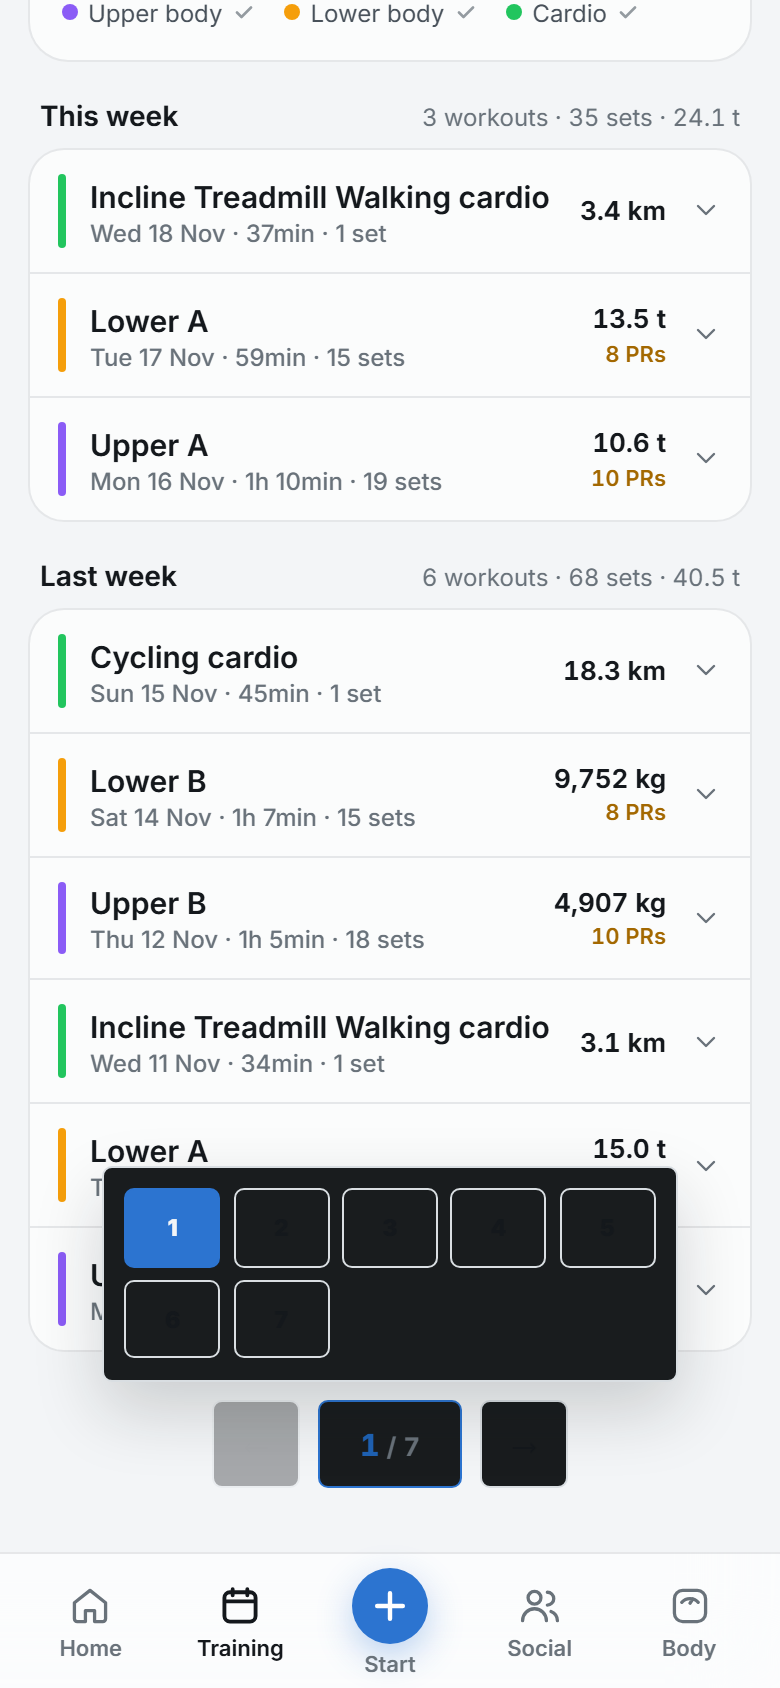 Upper body ✓ Lower body ✓ Cardio ✓
This week 3 workouts · 35 sets · 24.1 t
Incline Treadmill Walking cardio 3.4 km
Wed 18 Nov · 37min · 1 set
Lower A 13.5 t
Tue 17 Nov · 59min · 15 sets 8 PRs
Upper A 10.6 t
Mon 16 Nov · 1h 10min · 19 sets 10 PRs
Last week 6 workouts · 68 sets · 40.5 t
Cycling cardio 18.3 km
Sun 15 Nov · 45min · 1 set
Lower B 9,752 kg
Sat 14 Nov · 1h 7min · 15 sets 8 PRs
Upper B 4,907 kg
Thu 12 Nov · 1h 5min · 18 sets 10 PRs
Incline Treadmill Walking cardio 3.1 km
Wed 11 Nov · 34min · 1 set
Lower A 15.0 t
1 2 3 4 5
6 7
1 / 7
Home Training Start Social Body